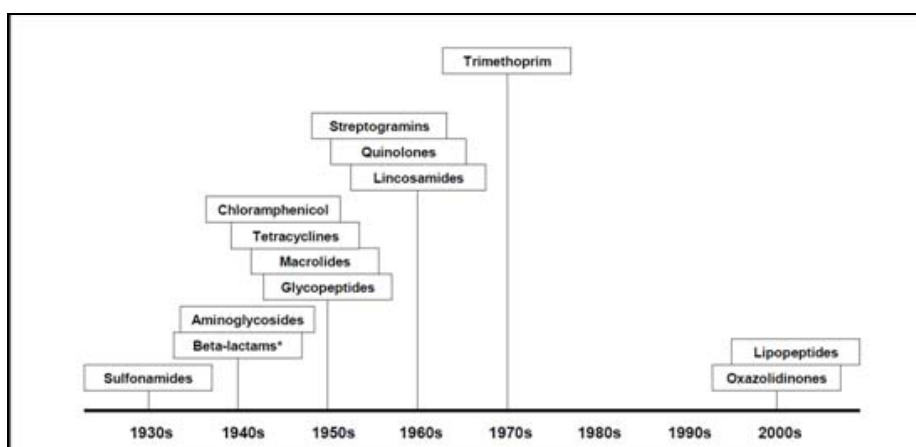 Trimethoprim
Streptogramins
Quinolones
Lincosamides
Chloramphenicol
Tetracyclines
Macrolides
Glycopeptides
Aminoglycosides
Beta-lactams*
Lipopeptides
Sulfonamides
Oxazolidinones
1930s 1940s 1950s 1960s 1970s 1980s 1990s 2000s